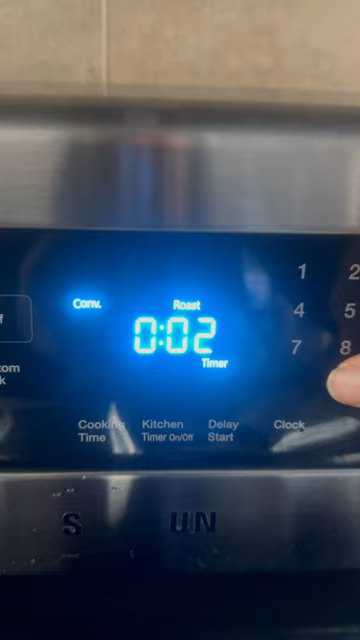 Conv.
Roast
0:02
Timer
1 2
4 5
7 8
f
tom
k
Cooking
Time
Kitchen
Timer On/Off
Delay
Start
Clock
S UN